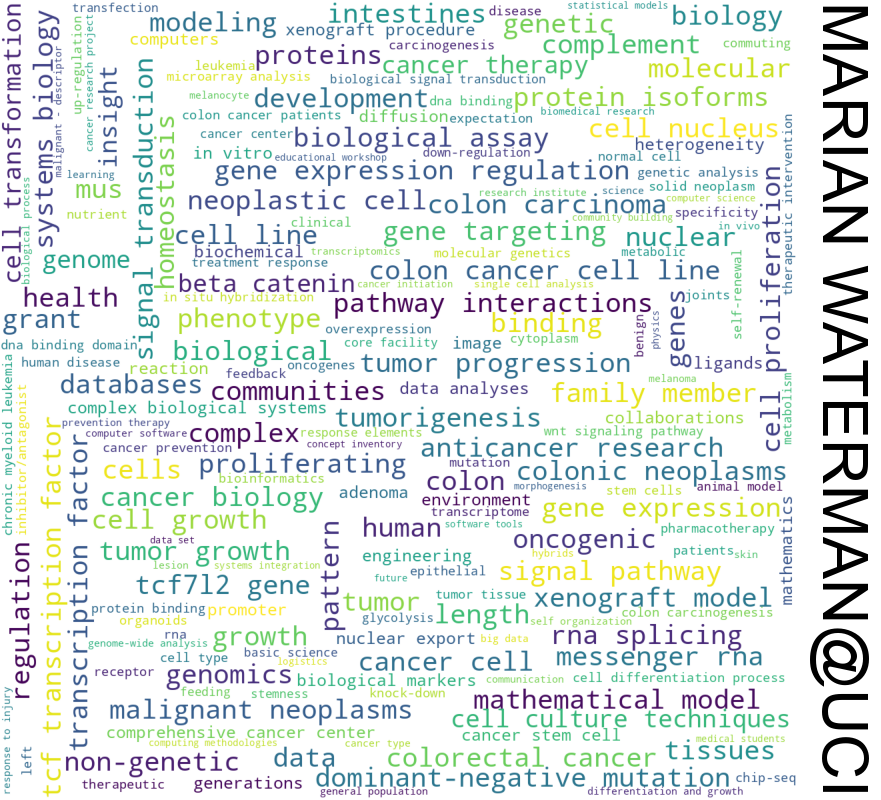 transfection
modeling
intestines
disease
statistical models
genetic
biology
computers
xenograft procedure
carcinogenesis
complement
commuting
proteins
cancer therapy
molecular
leukemia
microarray analysis
biological signal transduction
melanocyte
development
dna binding
protein isoforms
colon cancer patients
diffusion
expectation
biomedical research
cell nucleus
cancer center
biological assay
heterogeneity
in vitro
educational workshop
down-regulation
normal cell
gene expression regulation
genetic analysis
learning
mus
neoplastic cell
research institute
science
solid neoplasm
computer science
colon carcinoma
specificity
nutrient
clinical
community building
in vivo
cell line
gene targeting
nuclear
biochemical
transcriptomics
molecular genetics
metabolic
genome
treatment response
colon cancer cell line
beta catenin
cancer initiation
single cell analysis
health
in situ hybridization
pathway interactions
joints
grant
phenotype
overexpression
binding
dna binding domain
biological
core facility
image
cytoplasm
human disease
reaction
feedback
oncogenes
tumor progression
ligands
databases
communities
data analyses
family member
melanoma
complex biological systems
tumorigenesis
collaborations
prevention therapy
computer software
complex
response elements
wnt signaling pathway
cancer prevention
concept inventory
anticancer research
cells
proliferating
mutation
colonic neoplasms
bioinformatics
colon
morphogenesis
animal model
cancer biology
adenoma
environment
stem cells
transcriptome
gene expression
cell growth
human
software tools
oncogenic
pharmacotherapy
data set
tumor growth
engineering
hybrids
patients
skin
lesion
systems integration
epithelial
signal pathway
future
tcf7l2 gene
tumor
tumor tissue
xenograft model
protein binding
promoter
length
colon carcinogenesis
organoids
glycolysis
self organization
rna
growth
nuclear export
big data
rna splicing
genome-wide analysis
basic science
cell type
logistics
cancer cell
messenger rna
receptor
genomics
biological markers
communication
cell differentiation process
feeding
stemness
knock-down
mathematical model
malignant neoplasms
cell culture techniques
comprehensive cancer center
cancer stem cell
medical students
computing methodologies
cancer type
non-genetic
data
colorectal cancer
tissues
therapeutic
generations
dominant-negative mutation
chip-seq
general population
differentiation and growth
cell transformation
biological process
systems biology
malignant - descriptor
up-regulation
cancer research project
insight
signal transduction
homeostasis
therapeutic intervention
cell proliferation
self-renewal
genes
physics
benign
metabolism
chronic myeloid leukemia
inhibitor/antagonist
tcf transcription factor
transcription factor
regulation
pattern
mathematics
response to injury
left
MARIAN WATERMAN@UCI